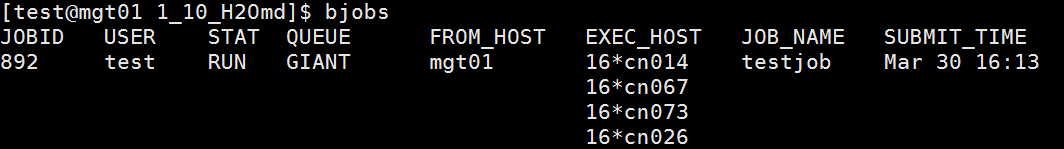 [test@mgt01 1_10_H2Omd]$ bjobs
JOBID   USER    STAT  QUEUE      FROM_HOST   EXEC_HOST   JOB_NAME   SUBMIT_TIME
892     test    RUN   GIANT      mgt01       16*cn014    testjob    Mar 30 16:13
                                             16*cn067
                                             16*cn073
                                             16*cn026